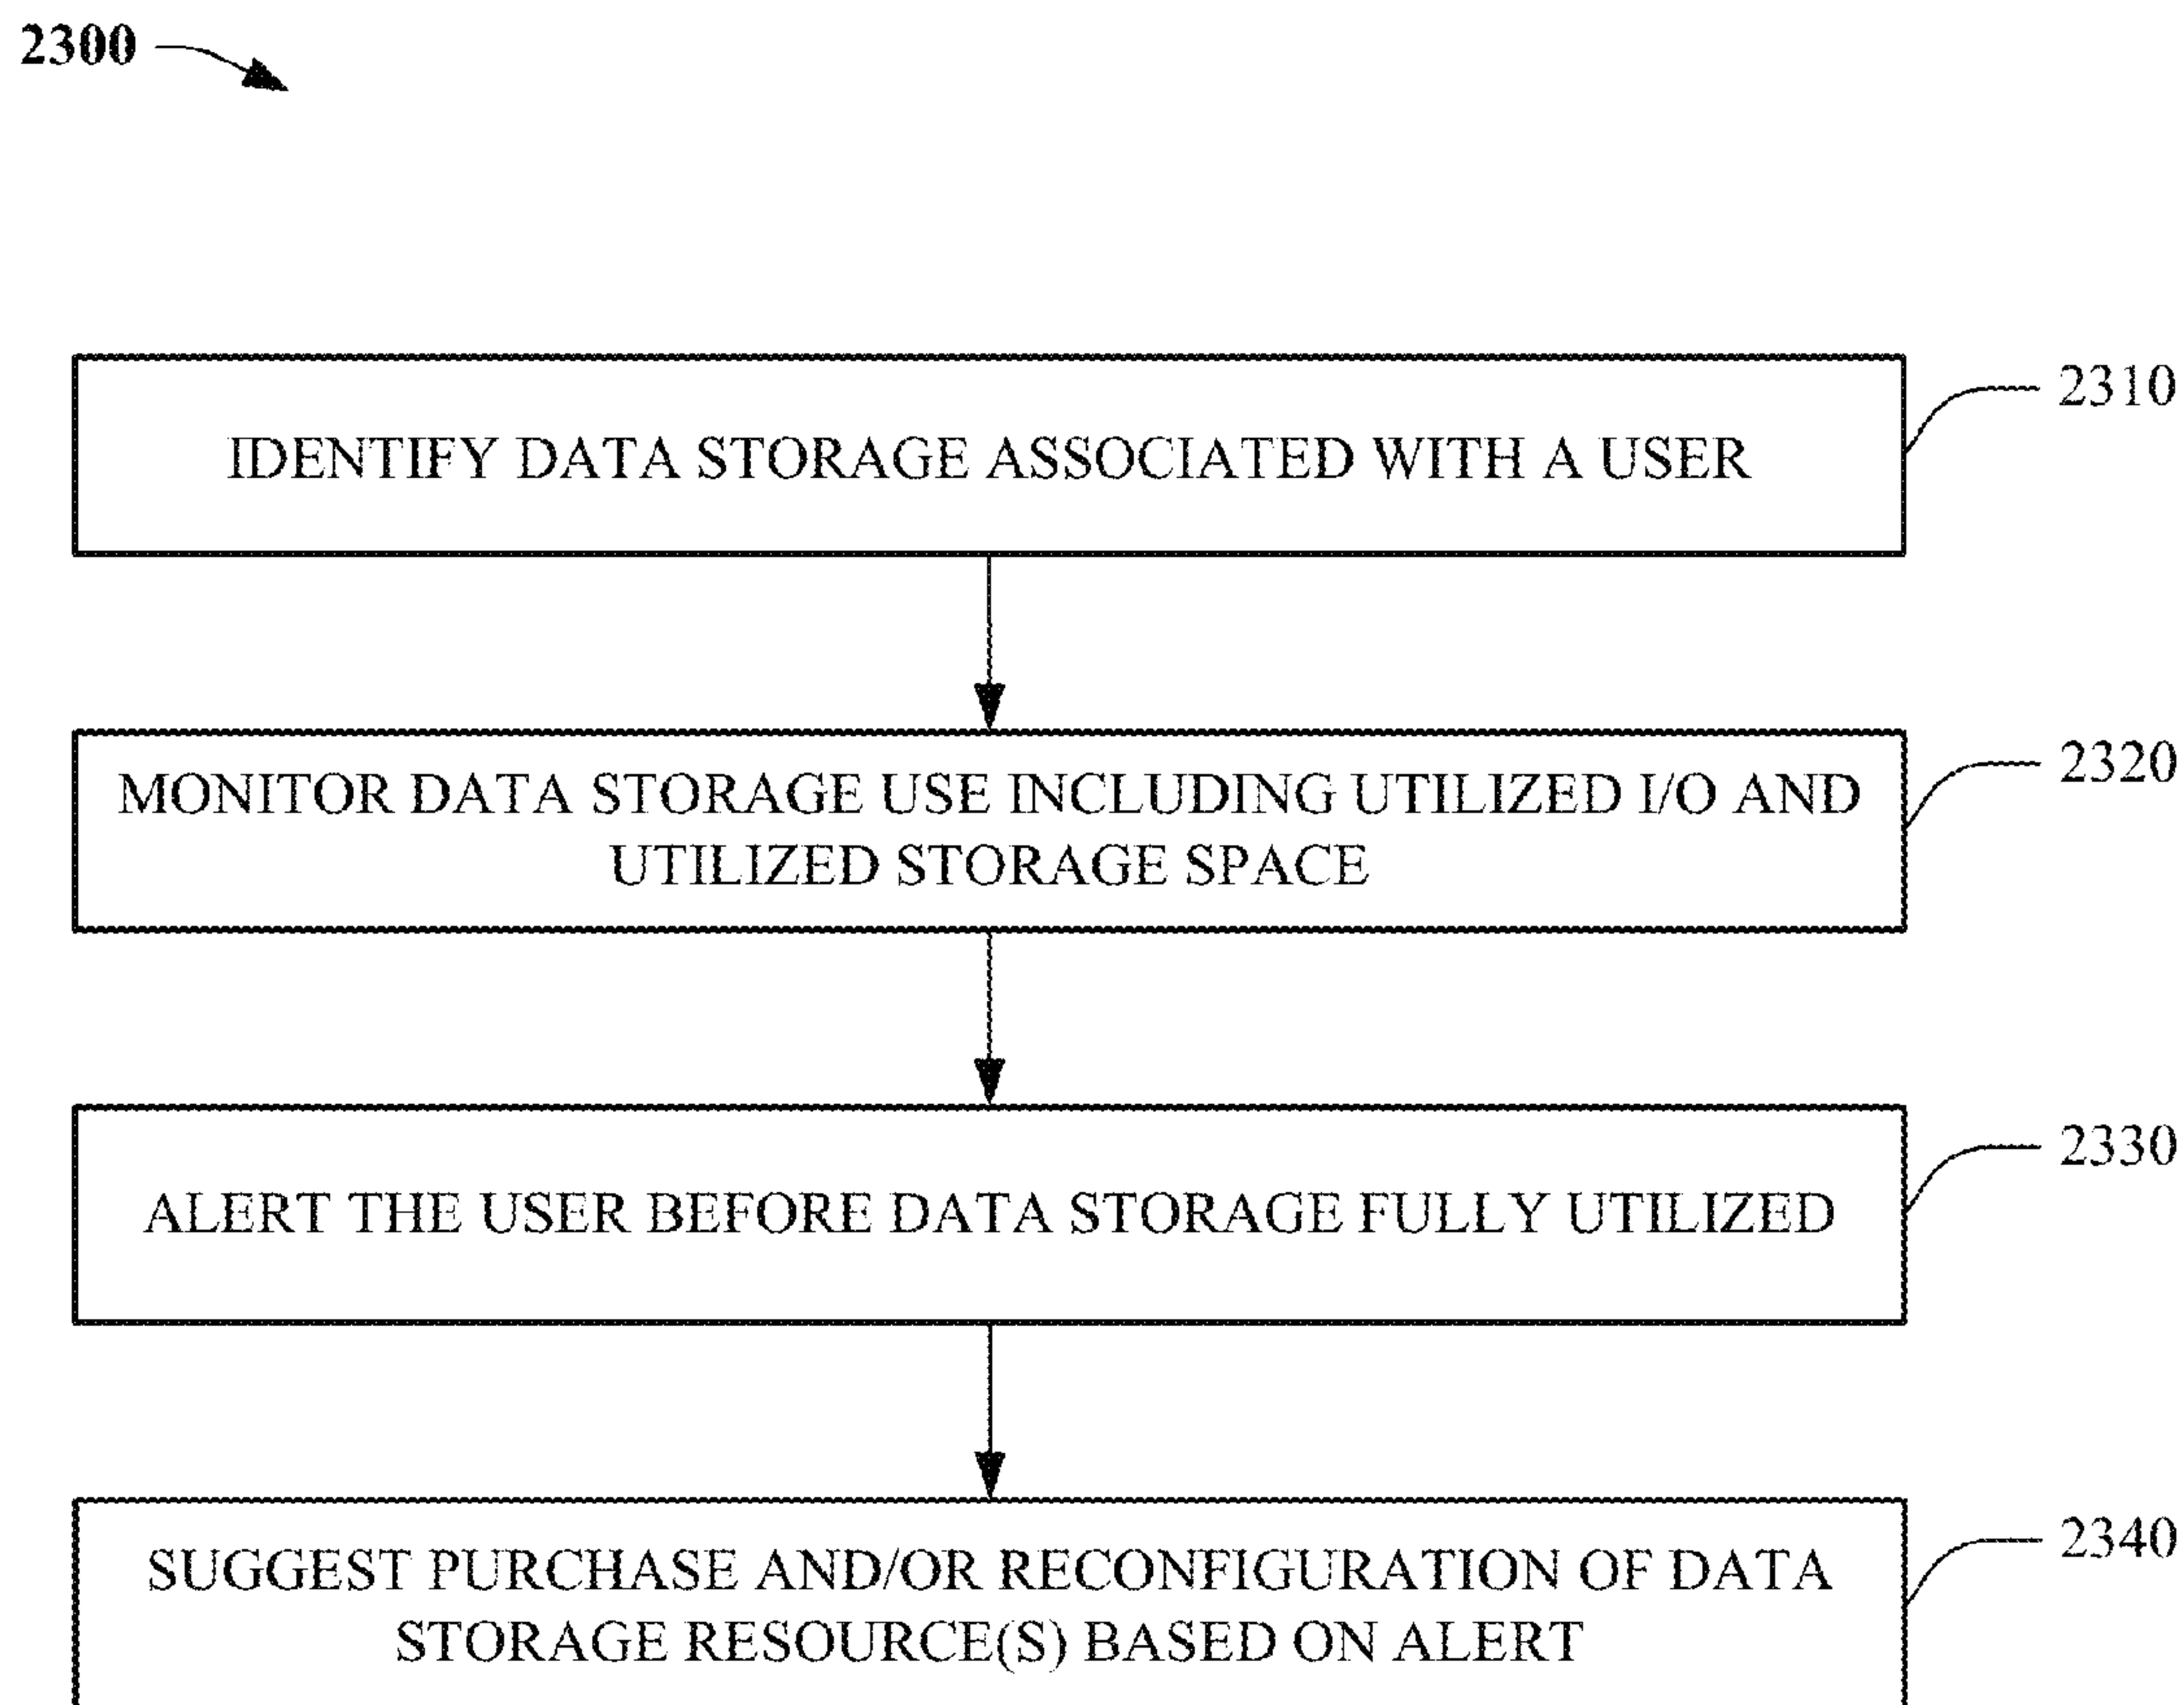 2300
IDENTIFY DATA STORAGE ASSOCIATED WITH A USER
2310
MONITOR DATA STORAGE USE INCLUDING UTILIZED I/O AND
UTILIZED STORAGE SPACE
2320
ALERT THE USER BEFORE DATA STORAGE FULLY UTILIZED
2330
SUGGEST PURCHASE AND/OR RECONFIGURATION OF DATA
STORAGE RESOURCE(S) BASED ON ALERT
2340